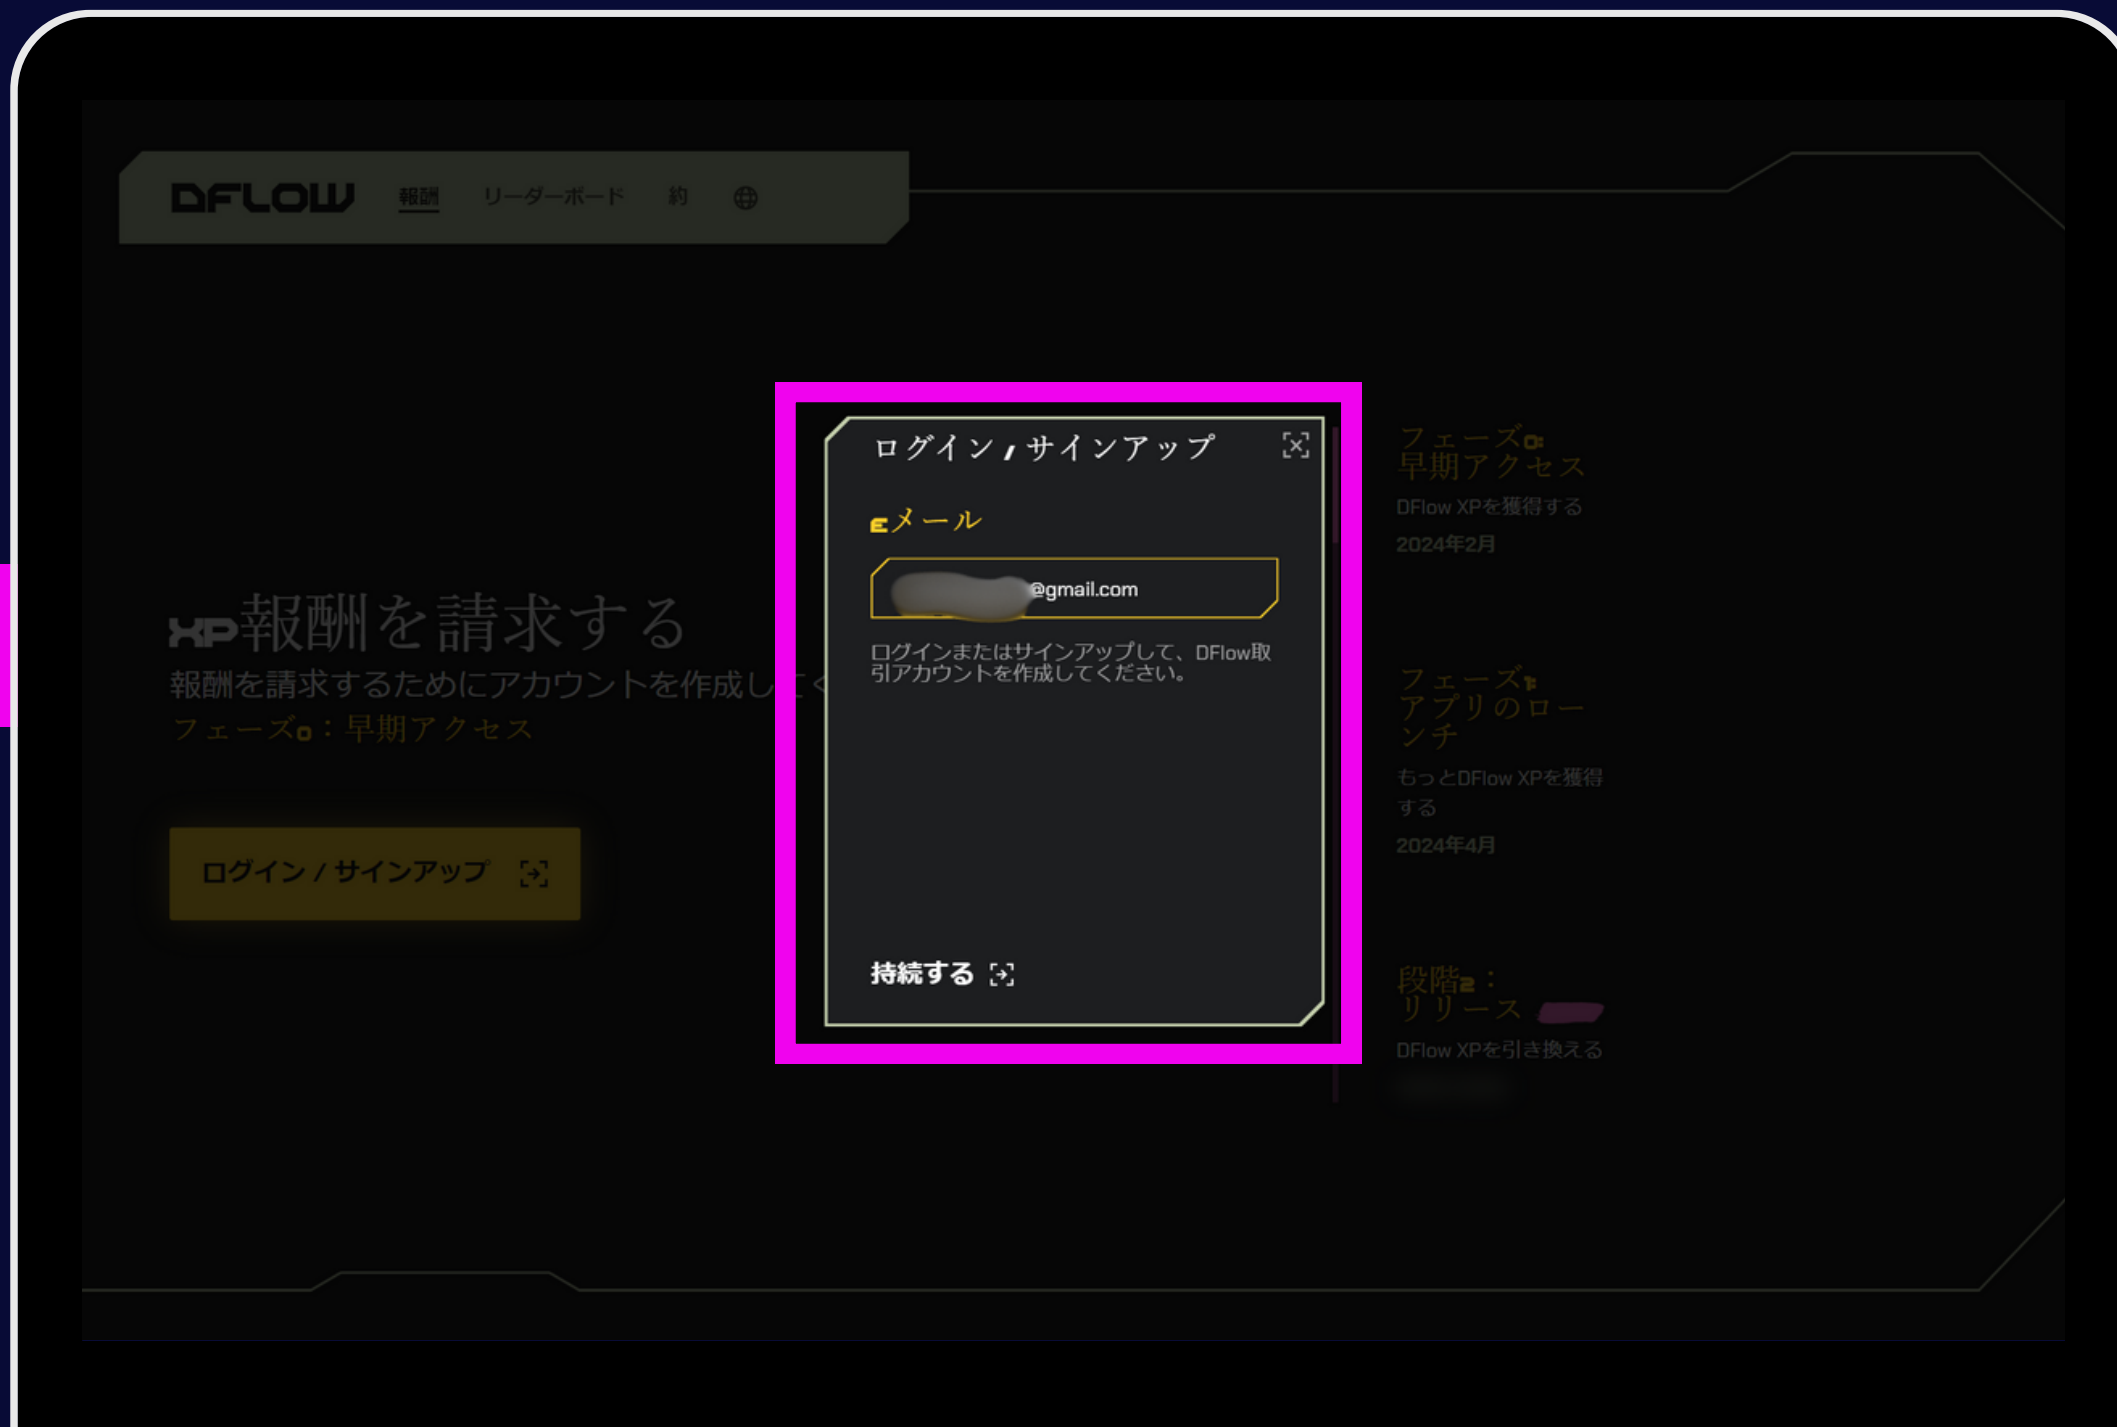 DFLOW 報酬 リーダーボード 約
XP報酬を請求する
報酬を請求するためにアカウントを作成してく
フェーズ0：早期アクセス
ログイン / サインアップ
ログイン / サインアップ
Eメール
@gmail.com
ログインまたはサインアップして、DFlow取
引アカウントを作成してください。
持続する
フェーズ0:
早期アクセス
DFlow XPを獲得する
2024年2月
フェーズ1:
アプリのロー
ンチ
もっとDFlow XPを獲得
する
2024年4月
段階2：
リリース
DFlow XPを引き換える